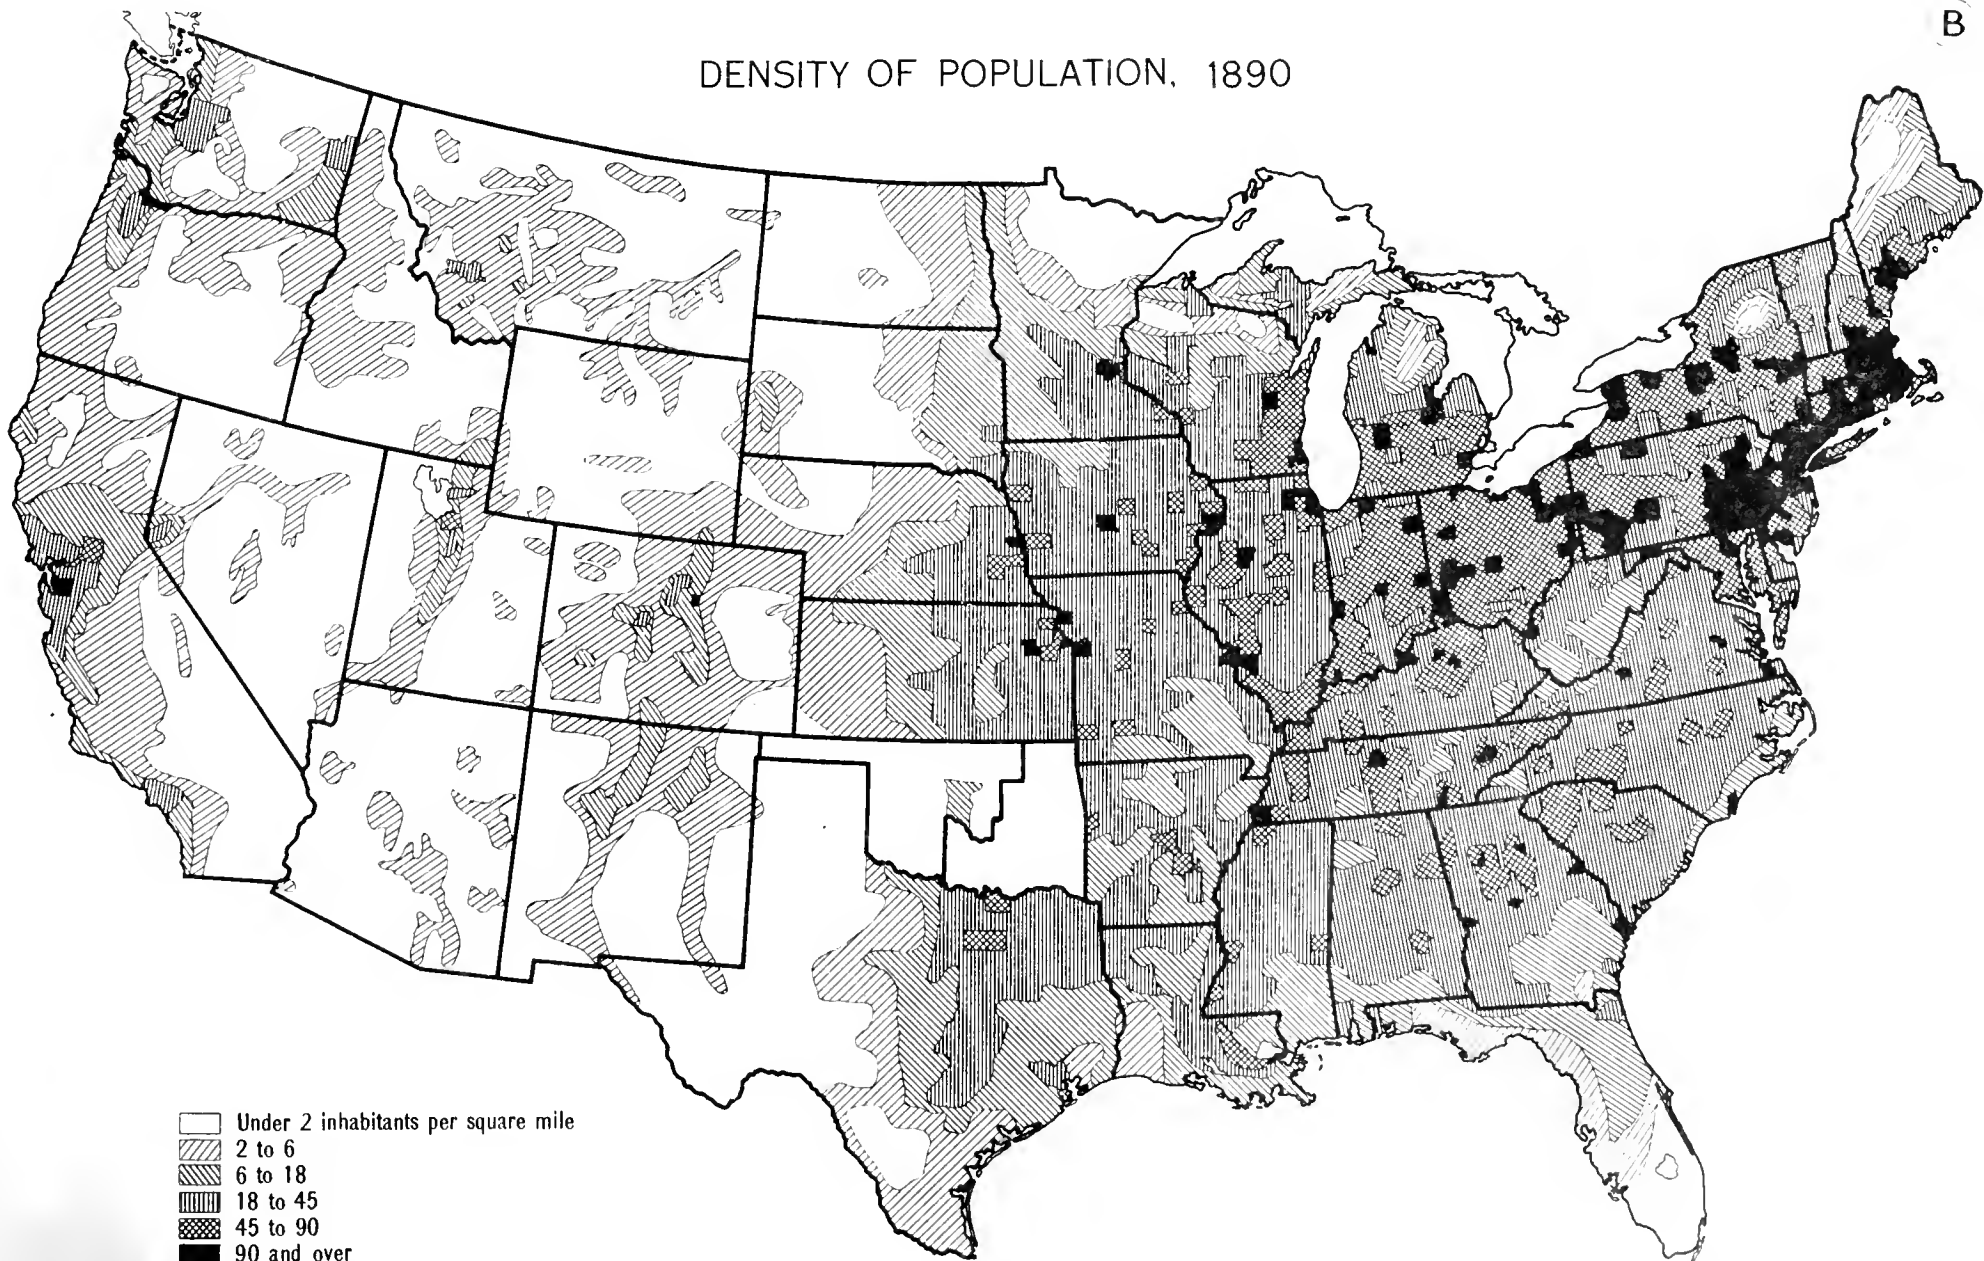 B
DENSITY OF POPULATION, 1890
Under 2 inhabitants per square mile
2 to 6
6 to 18
18 to 45
45 to 90
90 and over